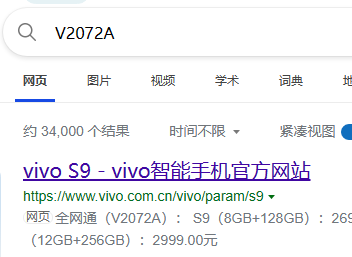 V2072A
网页 图片 视频 学术 词典
约 34,000 个结果 时间不限 紧凑视图
vivo S9 - vivo智能手机官方网站
https://www.vivo.com.cn/vivo/param/s9
网页 全网通（V2072A）： S9（8GB+128GB）：269
（12GB+256GB）：2999.00元